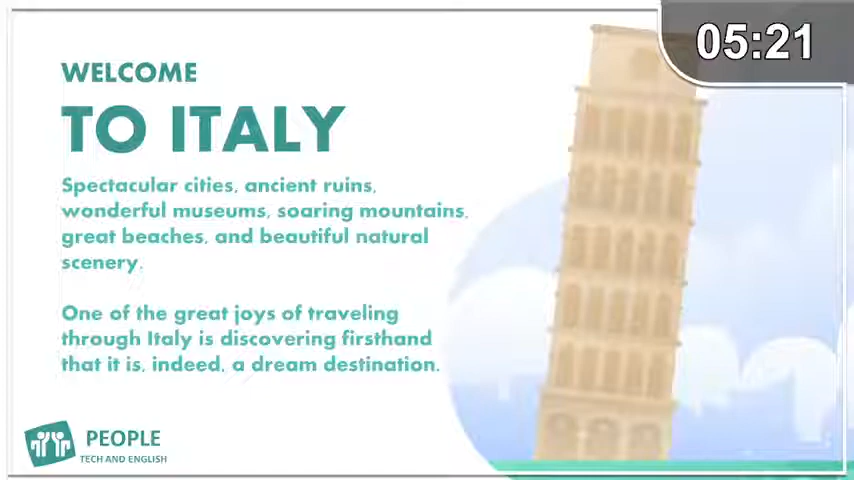 05:21
WELCOME
TO ITALY
Spectacular cities, ancient ruins,
wonderful museums, soaring mountains,
great beaches, and beautiful natural
scenery.
One of the great joys of traveling
through Italy is discovering firsthand
that it is, indeed, a dream destination.
PEOPLE
TECH AND ENGLISH